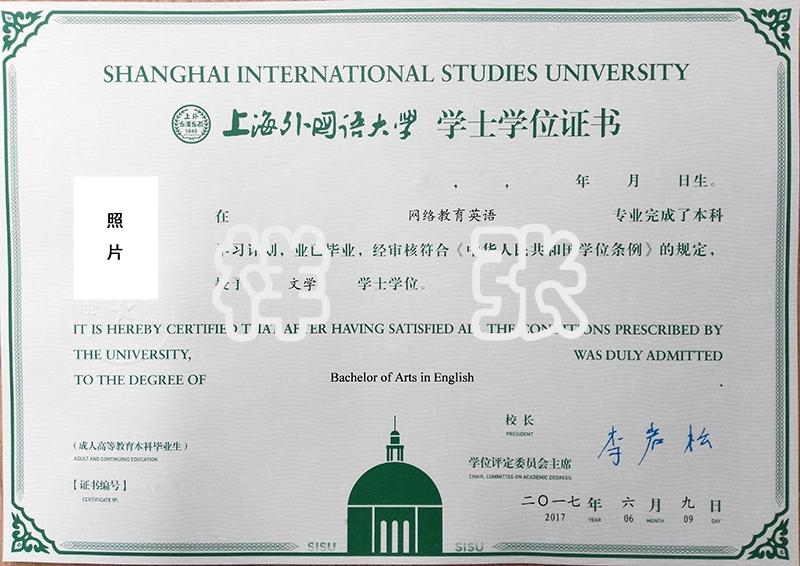 SHANGHAI INTERNATIONAL STUDIES UNIVERSITY
上海外国语大学 学士学位证书
, , 年 月 日生。
照片
在 网络教育英语 专业完成了本科
学习计划，业已毕业，经审核符合《中华人民共和国学位条例》的规定，
授予 文学 学士学位。
样 张
IT IS HEREBY CERTIFIED THAT AFTER HAVING SATISFIED ALL THE CONDITIONS PRESCRIBED BY
THE UNIVERSITY, WAS DULY ADMITTED
TO THE DEGREE OF Bachelor of Arts in English .
校长
PRESIDENT
李岩松
(成人高等教育本科毕业生)
ADULT AND CONTINUING EDUCATION
学位评定委员会主席
CHAIR, COMMITTEE ON ACADEMIC DEGREES
【证书编号】
CERTIFICATE №.
二〇一七 年 六 月 九 日
2017 YEAR 06 MONTH 09 DAY
SISU SISU